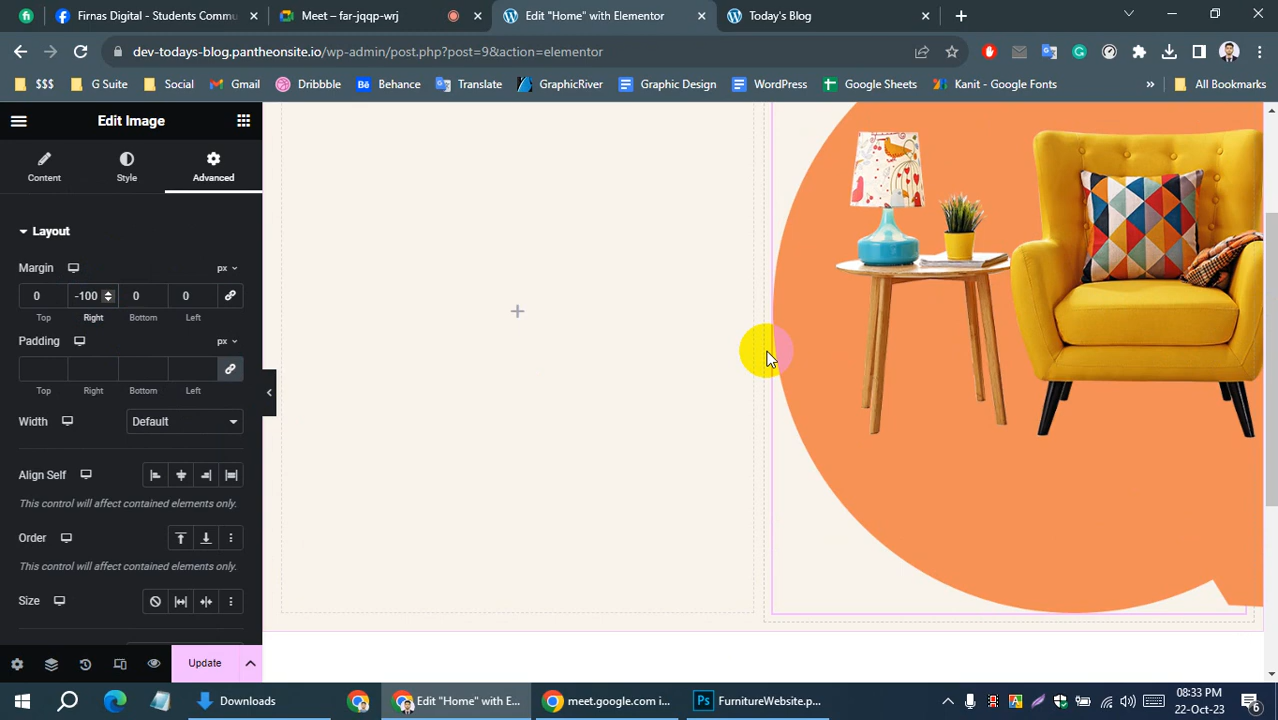 Firnas Digital - Students Commu
Meet – far-jqqp-wrj
Edit "Home" with Elementor
Today's Blog
dev-todays-blog.pantheonsite.io/wp-admin/post.php?post=9&action=elementor
$$$
G Suite
Social
Gmail
Dribbble
Behance
Translate
GraphicRiver
Graphic Design
WordPress
Google Sheets
Kanit - Google Fonts
All Bookmarks
Edit Image
Content
Style
Advanced
Layout
Margin
px
0
-100
0
0
Top
Right
Bottom
Left
Padding
px
Top
Right
Bottom
Left
Width
Default
Align Self
This control will affect contained elements only.
Order
This control will affect contained elements only.
Size
Update
Downloads
Edit "Home" with E...
meet.google.com i...
FurnitureWebsite.p...
08:33 PM
22-Oct-23
6